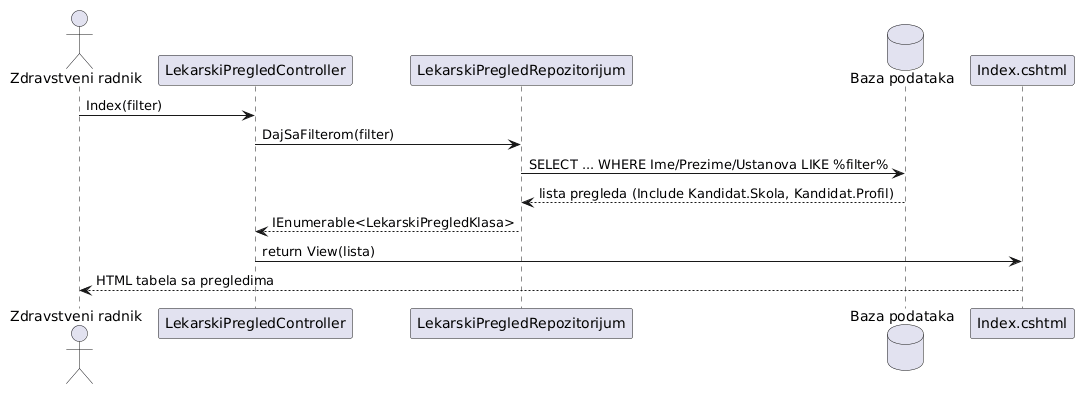 Zdravstveni radnik
LekarskiPregledController
LekarskiPregledRepozitorijum
Baza podataka
Index.cshtml
Index(filter)
DajSaFilterom(filter)
SELECT ... WHERE Ime/Prezime/Ustanova LIKE %filter%
lista pregleda (Include Kandidat.Skola, Kandidat.Profil)
IEnumerable<LekarskiPregledKlasa>
return View(lista)
HTML tabela sa pregledima
Zdravstveni radnik
LekarskiPregledController
LekarskiPregledRepozitorijum
Baza podataka
Index.cshtml